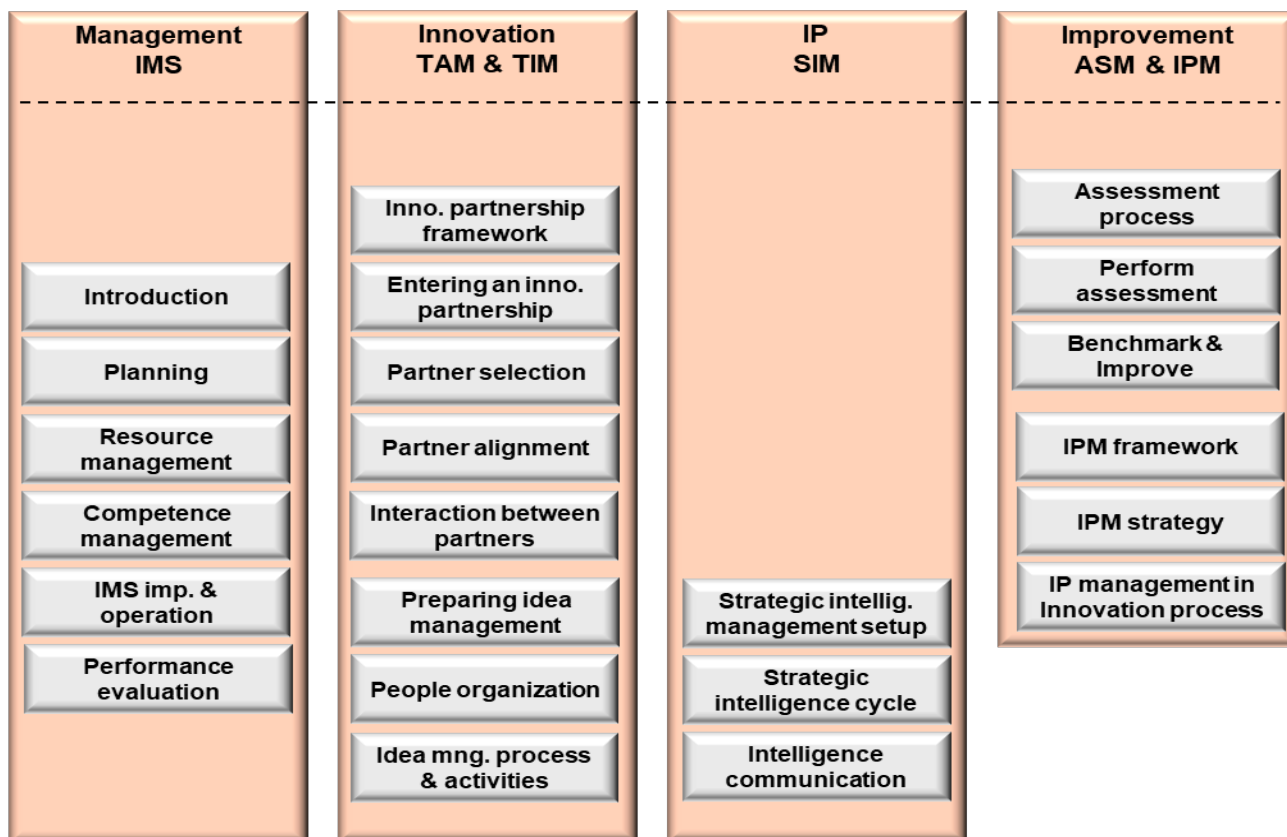 Management
IMS
Introduction
Planning
Resource
management
Competence
management
IMS imp. &
operation
Performance
evaluation
Innovation
TAM & TIM
Inno. partnership
framework
Entering an inno.
partnership
Partner selection
Partner alignment
Interaction between
partners
Preparing idea
management
People organization
Idea mng. process
& activities
IP
SIM
Strategic intellig.
management setup
Strategic
intelligence cycle
Intelligence
communication
Improvement
ASM & IPM
Assessment
process
Perform
assessment
Benchmark &
Improve
IPM framework
IPM strategy
IP management in
Innovation process